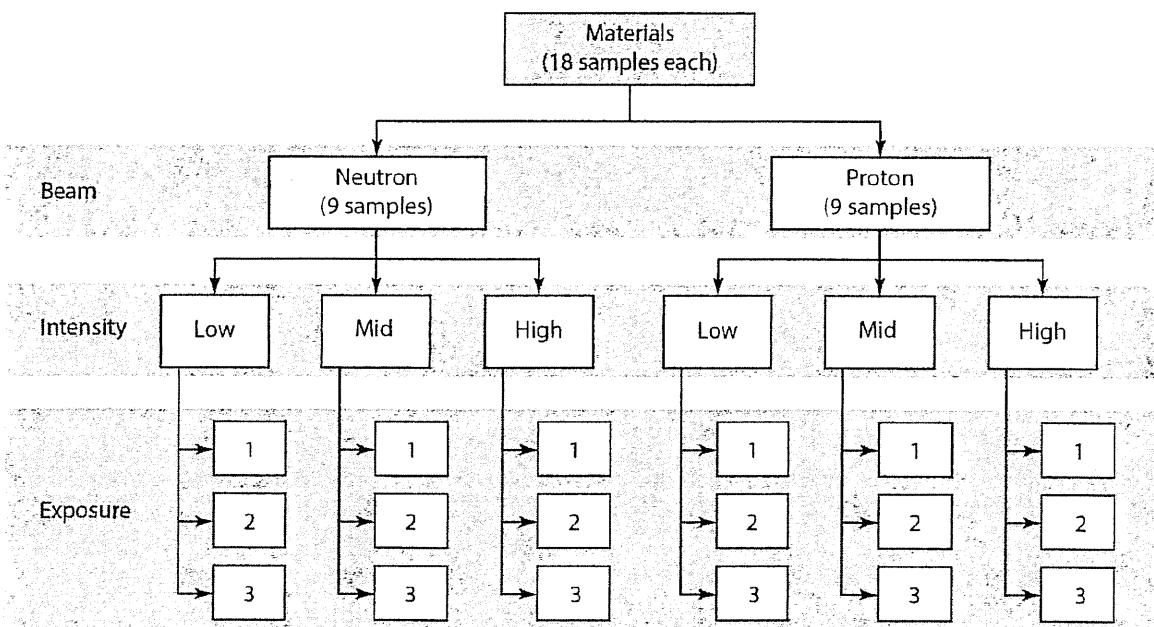 Materials
(18 samples each)
Beam
Neutron
(9 samples)
Proton
(9 samples)
Intensity
Low
Mid
High
Low
Mid
High
Exposure
1
1
1
1
1
1
2
2
2
2
2
2
3
3
3
3
3
3